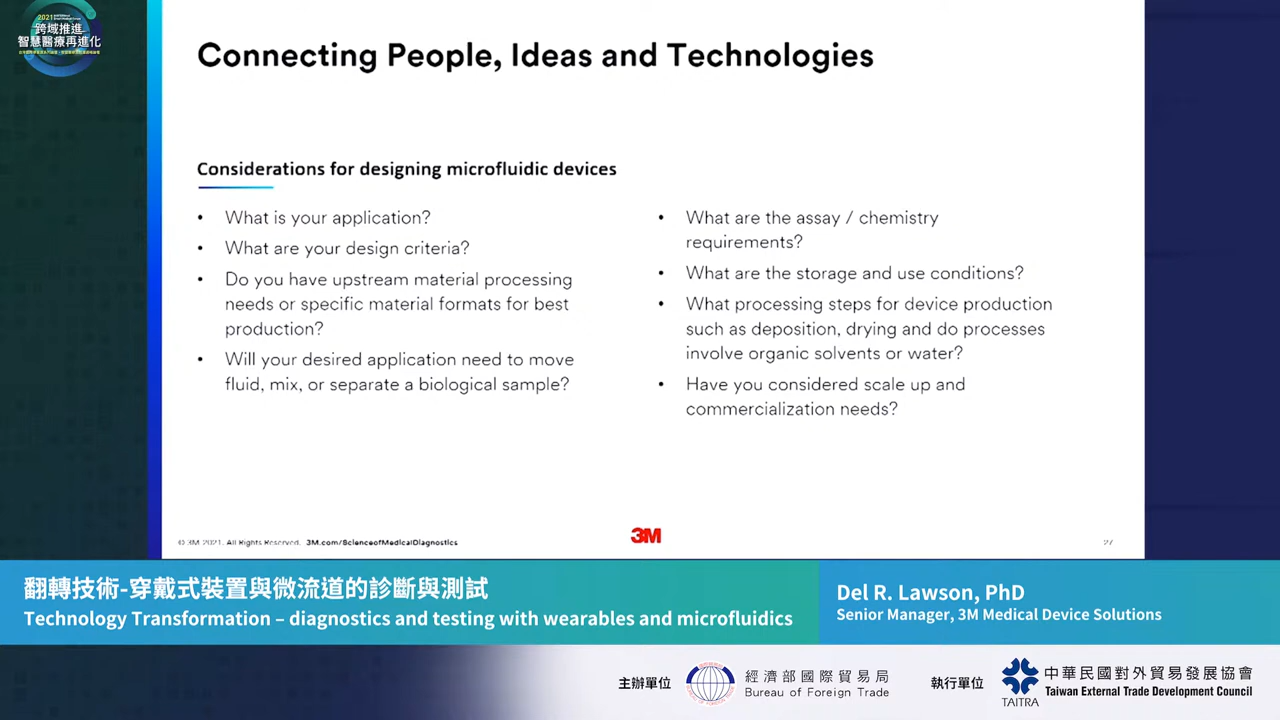 2021
跨域推進
智慧醫療再進化
Connecting People, Ideas and Technologies
Considerations for designing microfluidic devices
• What is your application?
• What are your design criteria?
• Do you have upstream material processing
needs or specific material formats for best
production?
• Will your desired application need to move
fluid, mix, or separate a biological sample?
• What are the assay / chemistry
requirements?
• What are the storage and use conditions?
• What processing steps for device production
such as deposition, drying and do processes
involve organic solvents or water?
• Have you considered scale up and
commercialization needs?
© 3M 2021. All Rights Reserved. 3M.com/ScienceofMedicalDiagnostics
3M
27
翻轉技術-穿戴式裝置與微流道的診斷與測試
Technology Transformation – diagnostics and testing with wearables and microfluidics
Del R. Lawson, PhD
Senior Manager, 3M Medical Device Solutions
主辦單位
經濟部國際貿易局
Bureau of Foreign Trade
執行單位
TAITRA
中華民國對外貿易發展協會
Taiwan External Trade Development Council